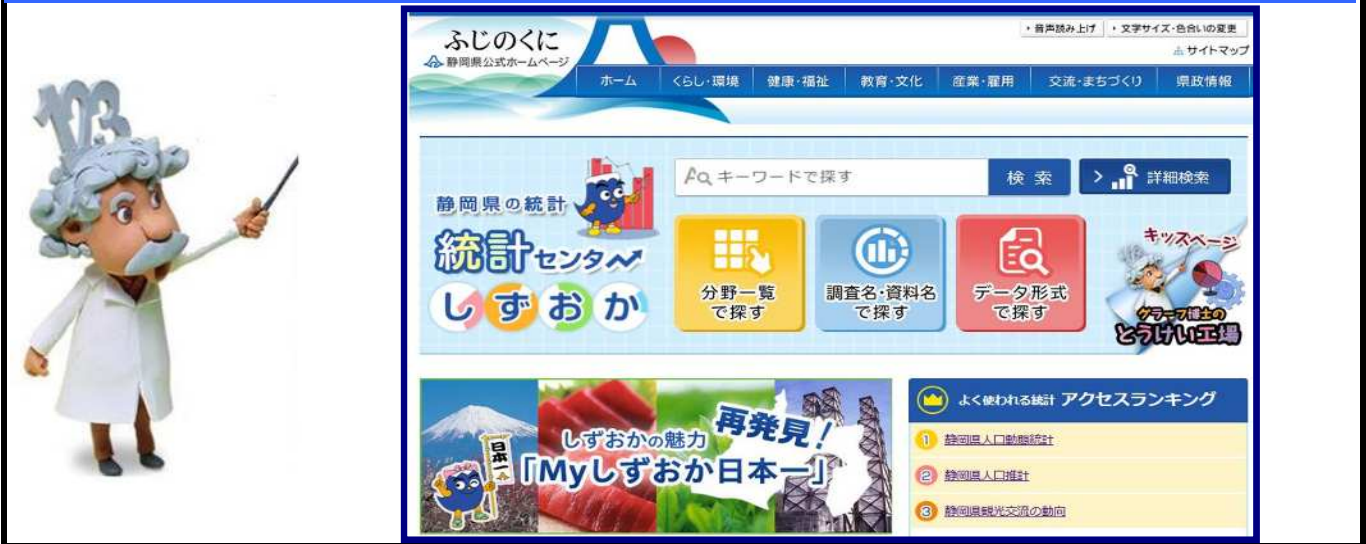 123
ふじのくに
静岡県公式ホームページ
音声読み上げ
文字サイズ・色合いの変更
サイトマップ
ホーム
くらし・環境
健康・福祉
教育・文化
産業・雇用
交流・まちづくり
県政情報
静岡県の統計
統計センター
しずおか
キーワードで探す
検索
詳細検索
分野一覧
で探す
調査名・資料名
で探す
データ形式
で探す
キッズページ
グラーフ博士の
とうけい工場
日本一
しずおかの魅力
再発見!
「Myしずおか日本一」
よく使われる統計 アクセスランキング
1 静岡県人口動態統計
2 静岡県人口推計
3 静岡県観光交流の動向